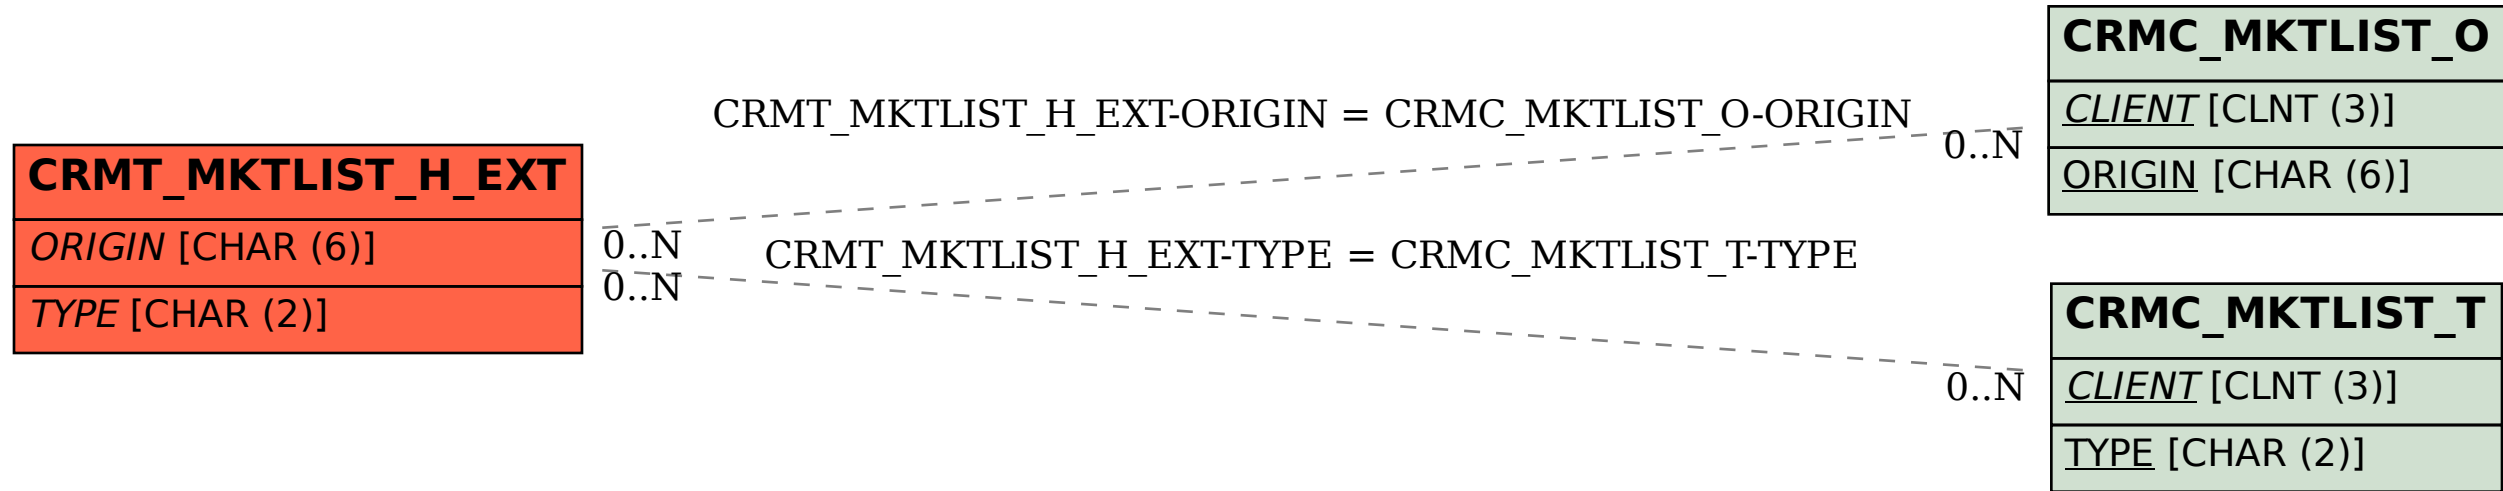 CRMT_MKTLIST_H_EXT
ORIGIN [CHAR (6)]
TYPE [CHAR (2)]
CRMT_MKTLIST_H_EXT-ORIGIN = CRMC_MKTLIST_O-ORIGIN
0..N
0..N
CRMT_MKTLIST_H_EXT-TYPE = CRMC_MKTLIST_T-TYPE
0..N
0..N
CRMC_MKTLIST_O
CLIENT [CLNT (3)]
ORIGIN [CHAR (6)]
CRMC_MKTLIST_T
CLIENT [CLNT (3)]
TYPE [CHAR (2)]